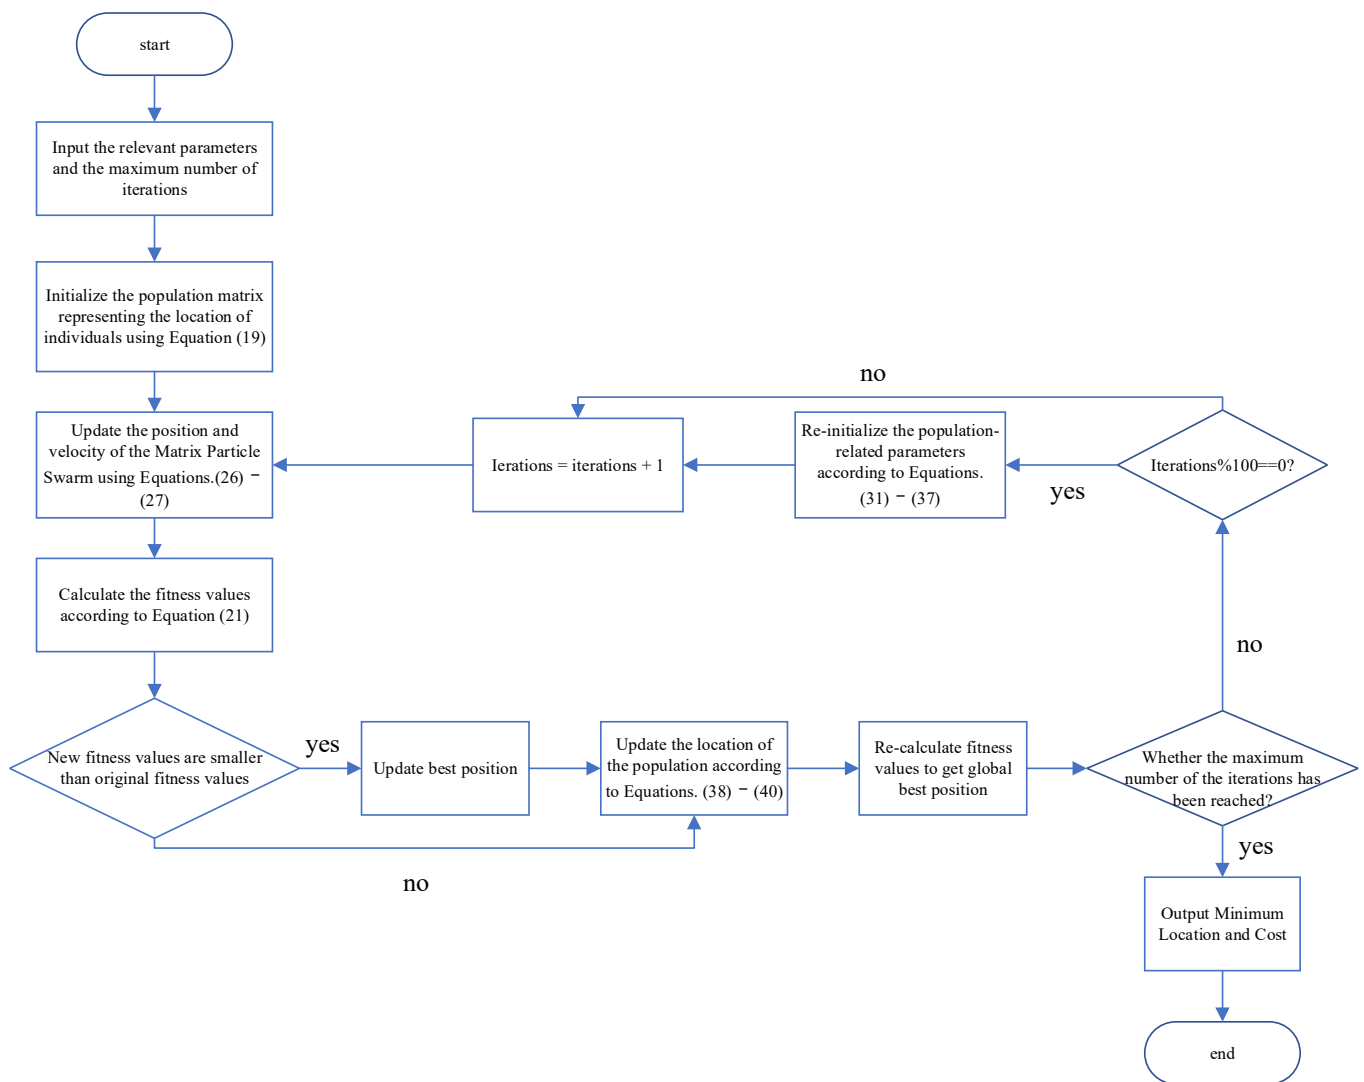 start
Input the relevant parameters
and the maximum number of
iterations
Initialize the population matrix
representing the location of
individuals using Equation (19)
Update the position and
velocity of the Matrix Particle
Swarm using Equations.(26) –
(27)
Calculate the fitness values
according to Equation (21)
New fitness values are smaller
than original fitness values
yes
no
Update best position
Update the location of
the population according
to Equations. (38) – (40)
Re-calculate fitness
values to get global
best position
Whether the maximum
number of the iterations has
been reached?
no
yes
Iterations%100==0?
yes
no
Re-initialize the population-
related parameters
according to Equations.
(31) – (37)
Ierations = iterations + 1
Output Minimum
Location and Cost
end